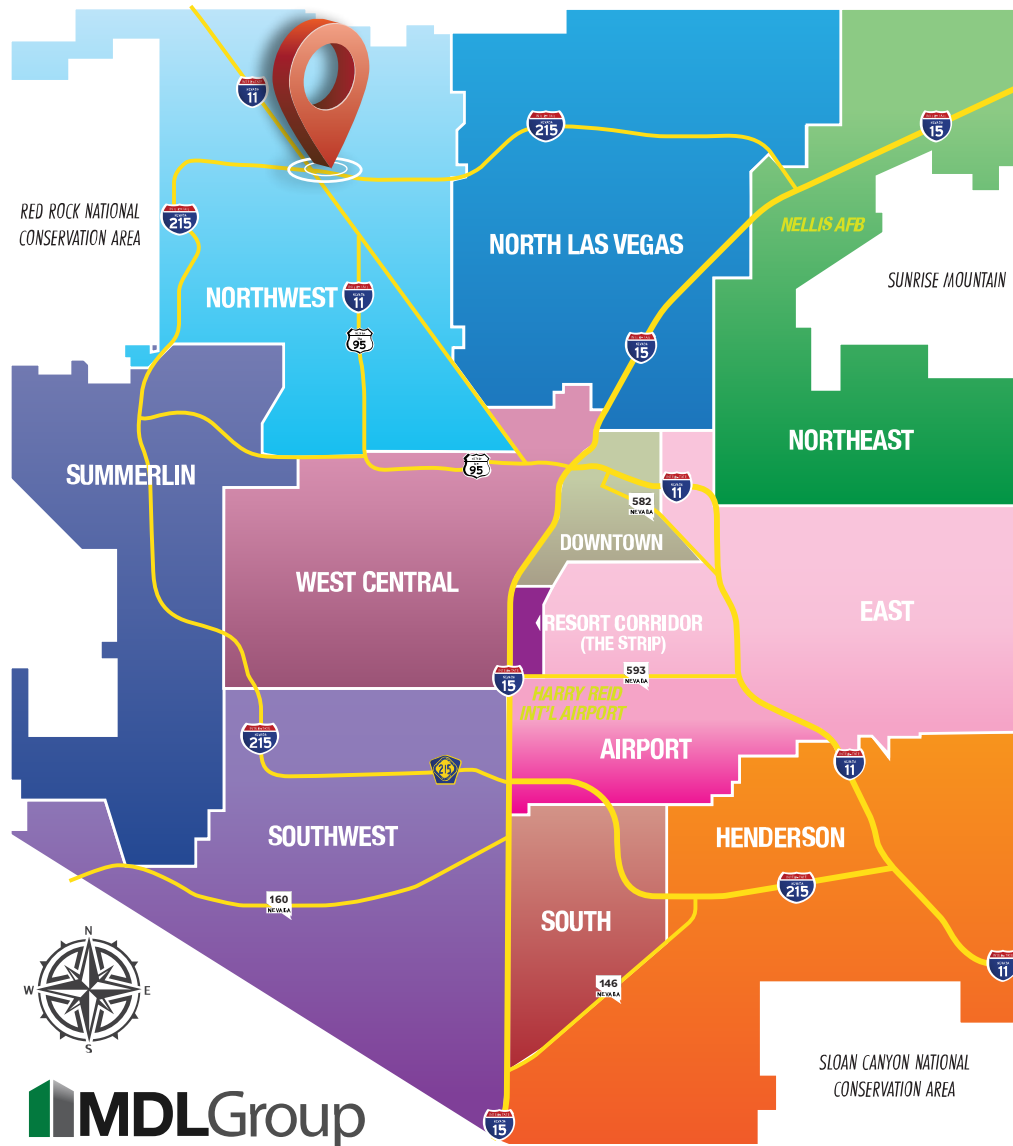 11
215
15
RED ROCK NATIONAL
CONSERVATION AREA
215
NELLIS AFB
NORTH LAS VEGAS
SUNRISE MOUNTAIN
NORTHWEST
11
95
15
NORTHEAST
SUMMERLIN
95
11
582
NEVADA
DOWNTOWN
WEST CENTRAL
EAST
RESORT CORRIDOR
(THE STRIP)
593
NEVADA
15
HARRY REID
INT'L AIRPORT
215
AIRPORT
11
215
SOUTHWEST
HENDERSON
215
160
NEVADA
SOUTH
11
146
NEVADA
N
W
E
S
SLOAN CANYON NATIONAL
CONSERVATION AREA
MDLGroup
15